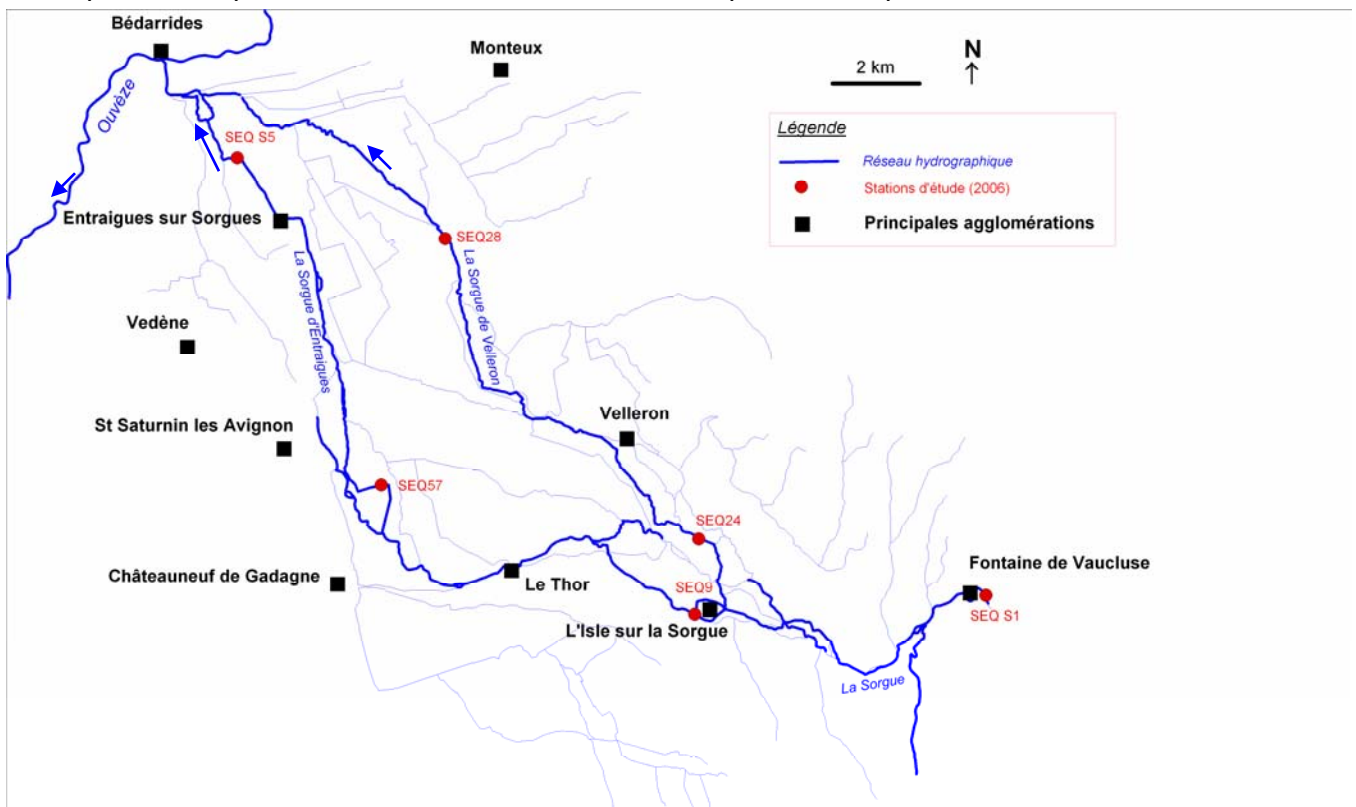 Bédarrides
Monteux
N
2 km
Ouvèze
SEQ S5
Légende
Réseau hydrographique
Stations d'étude (2006)
Principales agglomérations
Entraigues sur Sorgues
SEQ28
La Sorgue d'Entraigues
La Sorgue de Velleron
Vedène
Velleron
St Saturnin les Avignon
SEQ57
SEQ24
Fontaine de Vaucluse
Châteauneuf de Gadagne
Le Thor
SEQ9
SEQ S1
L'Isle sur la Sorgue
La Sorgue